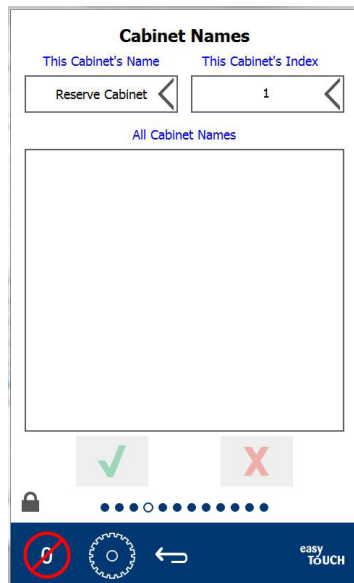 Cabinet Names
This Cabinet's Name
This Cabinet's Index
Reserve Cabinet
1
All Cabinet Names
easy
TOUCH